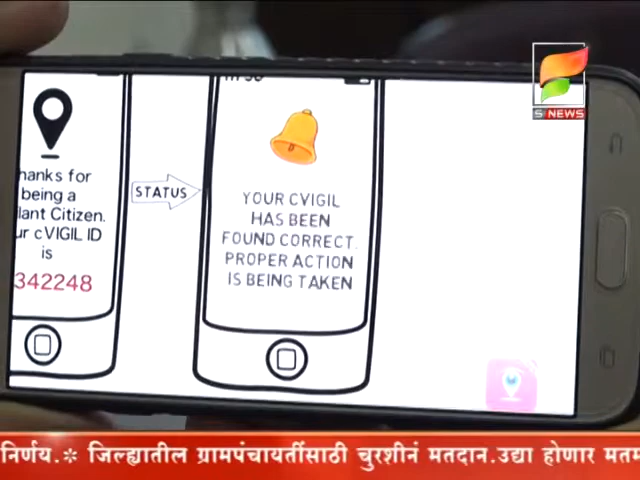 S NEWS
hanks for
being a
lant Citizen.
ur cVIGIL ID
is
342248
STATUS
YOUR CVIGIL
HAS BEEN
FOUND CORRECT.
PROPER ACTION
IS BEING TAKEN
निर्णय.* जिल्ह्यातील ग्रामपंचायतींसाठी चुरशीनं मतदान.उद्या होणार मतम